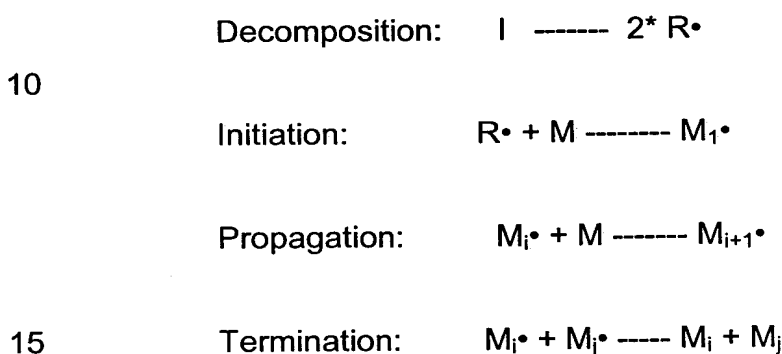 Decomposition: I ------- 2* R•
10
Initiation: R• + M -------- M₁•
Propagation: Mᵢ• + M ------- Mᵢ₊₁•
15 Termination: Mᵢ• + Mⱼ• ----- Mᵢ + Mⱼ